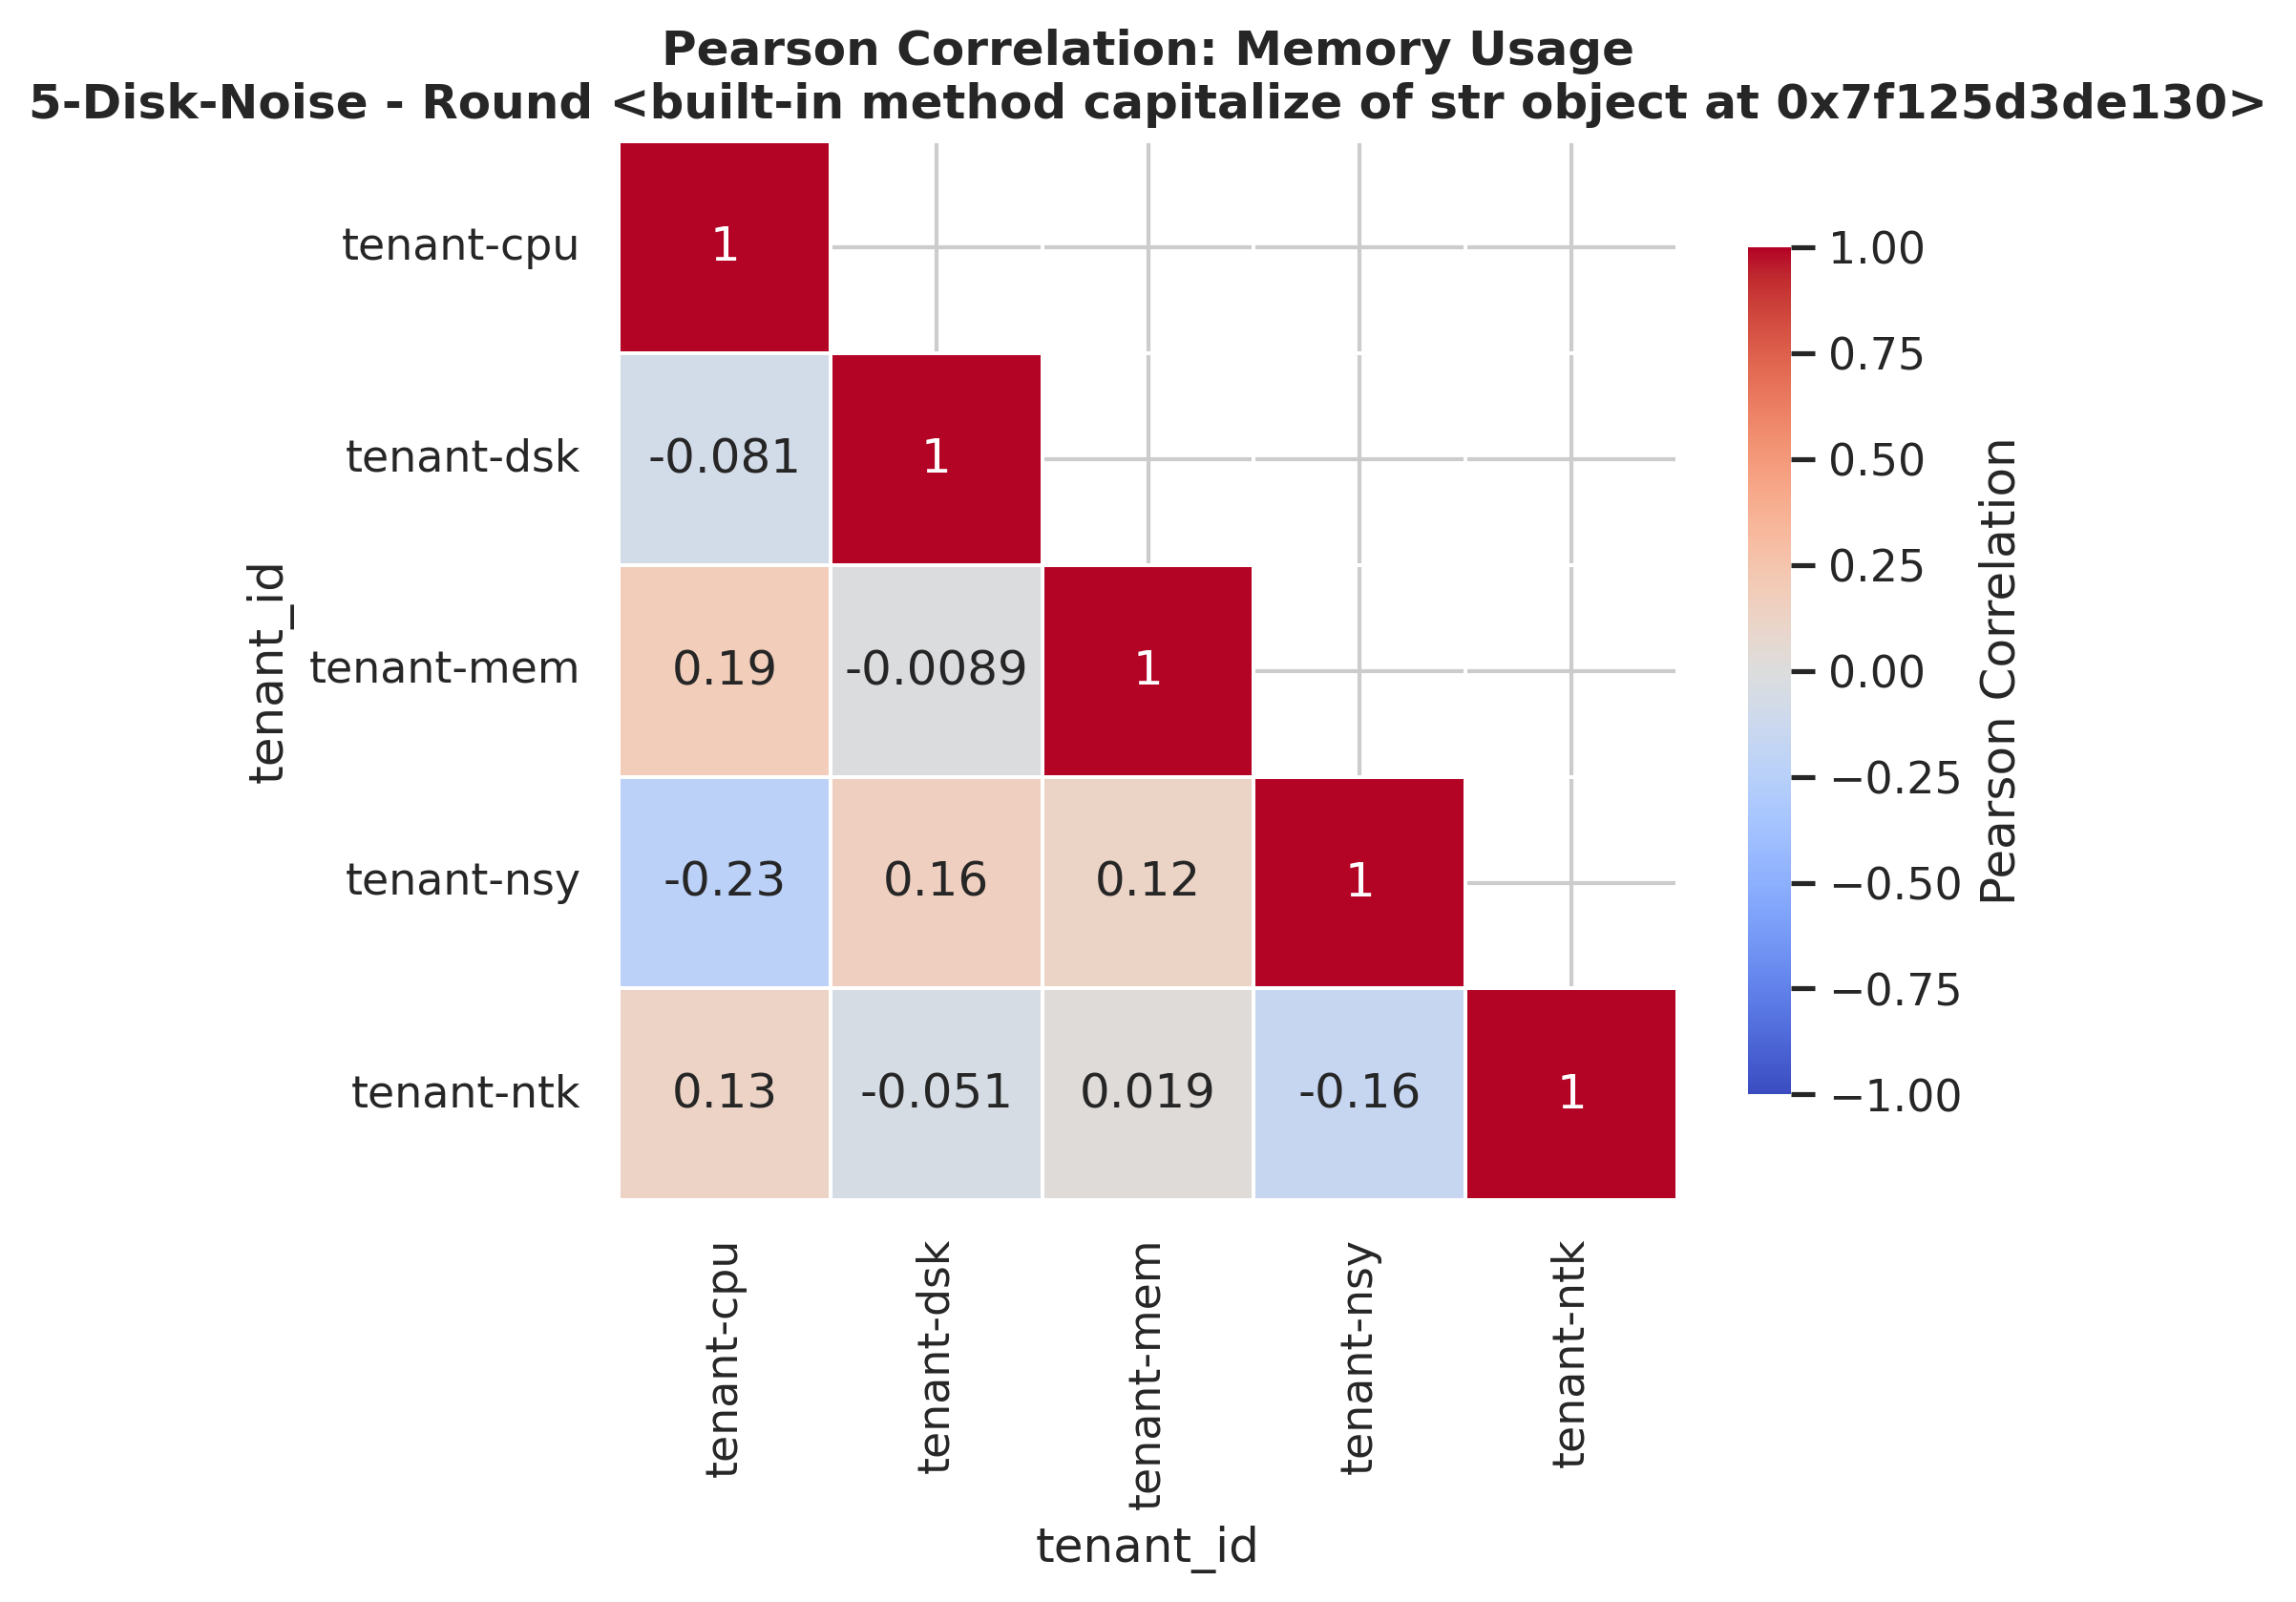 Pearson Correlation: Memory Usage
5-Disk-Noise - Round <built-in method capitalize of str object at 0x7f125d3de130>
tenant-cpu
1
1.00
0.75
tenant-dsk
-0.081
1
0.50
0.25
tenant_id
tenant-mem
0.19
-0.0089
1
0.00
Pearson Correlation
−0.25
tenant-nsy
-0.23
0.16
0.12
1
−0.50
−0.75
tenant-ntk
0.13
-0.051
0.019
-0.16
1
−1.00
tenant-cpu
tenant-dsk
tenant-mem
tenant-nsy
tenant-ntk
tenant_id